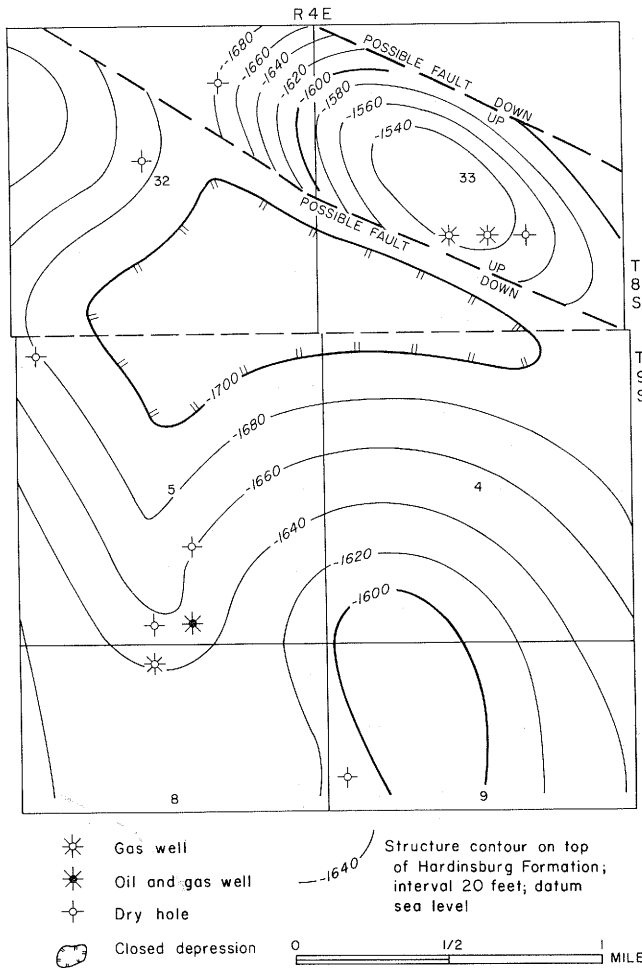 R 4 E
-1680
-1660
-1640
-1620
-1600
-1580
-1560
-1540
POSSIBLE FAULT DOWN
UP
32
33
POSSIBLE FAULT UP
DOWN
T
8
S
T
9
S
-1700
-1680
5
-1660
4
-1640
-1620
-1600
8
9
Gas well
Oil and gas well
Dry hole
Closed depression
-1640
Structure contour on top
of Hardinsburg Formation;
interval 20 feet; datum
sea level
0 1/2 1
MILE